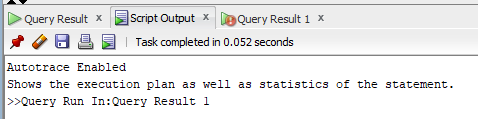 Query Result x Script Output x Query Result 1 x
Task completed in 0.052 seconds
Autotrace Enabled
Shows the execution plan as well as statistics of the statement.
>>Query Run In:Query Result 1